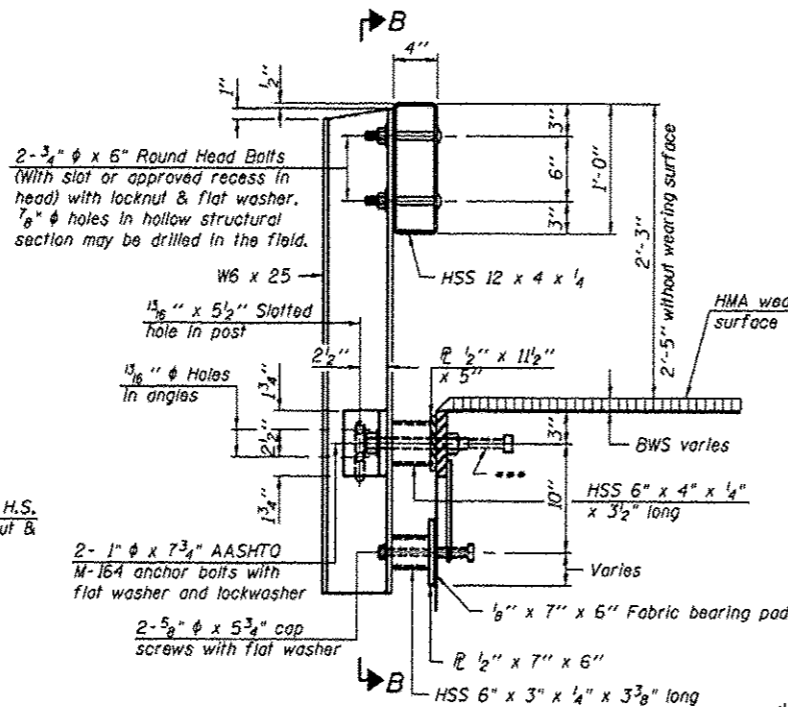 B
4"
1"
1/2"
3"
6"
3"
1'-0"
2'-3"
2'-5" without wearing surface
2-3/4" φ x 6" Round Head Bolts
(With slot or approved recess in
head) with locknut & flat washer.
7/8" φ holes in hollow structural
section may be drilled in the field.
W6 x 25
HSS 12 x 4 x 1/4
13/16" x 5 1/2" Slotted
hole in post
HMA
surface
2 1/2"
℄ 1/2" x 11 1/2"
x 5"
13/16" φ Holes
in angles
1 3/4"
2 1/2"
1 3/4"
3"
BWS varies
***
10"
HSS 6" x 4" x 1/4"
x 3 1/2" long
H.S.
&
2- 1" φ x 7 3/4" AASHTO
M-164 anchor bolts with
flat washer and lockwasher
Varies
1/8" x 7" x 6" Fabric bearing pad
2-5/8" φ x 5 3/4" cap
screws with flat washer
℄ 1/2" x 7" x 6"
B
HSS 6" x 3" x 1/4" x 3 3/8" long